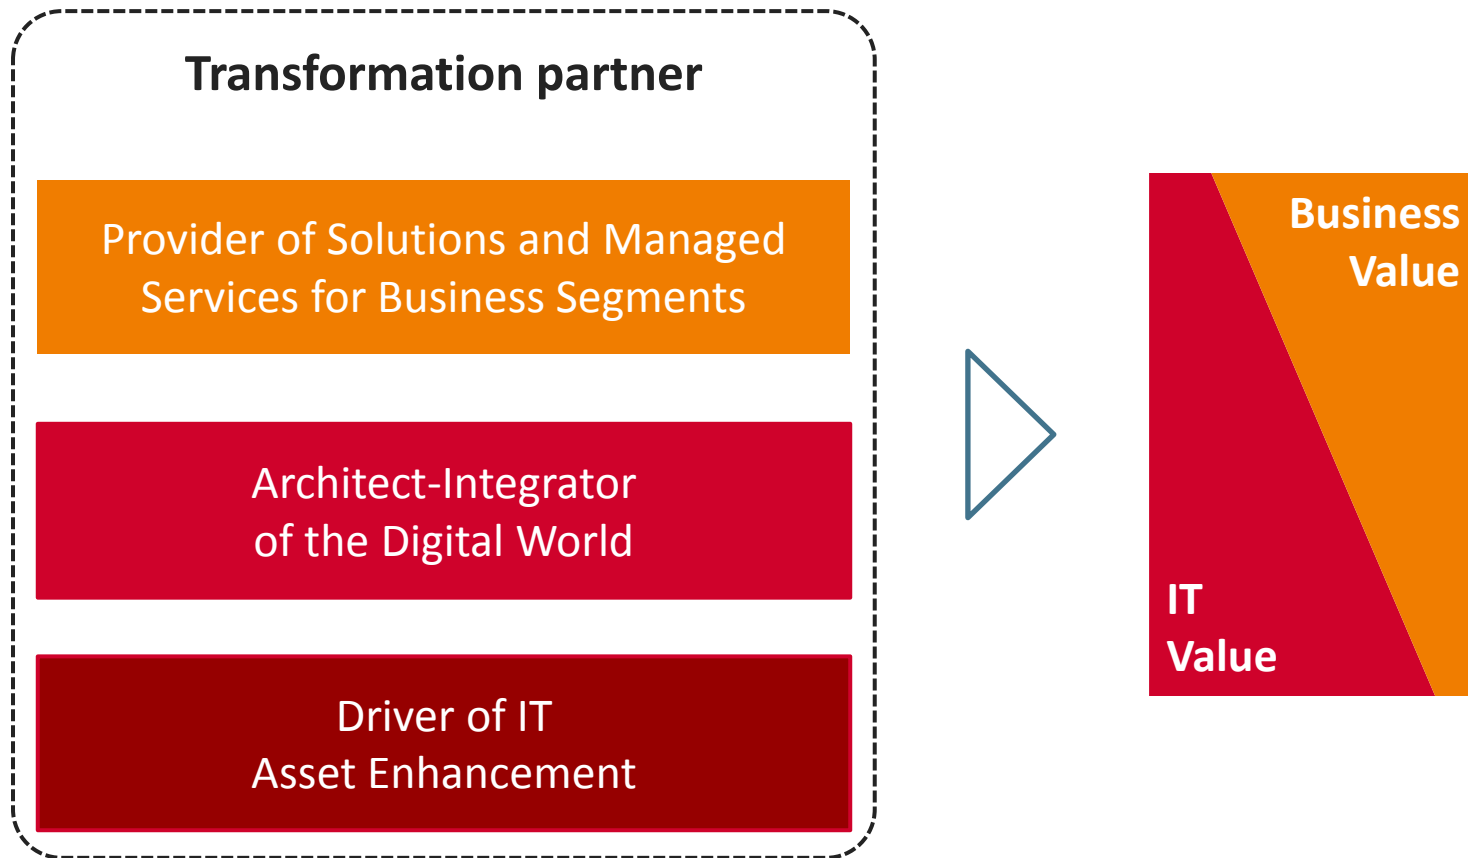 Transformation partner
Provider of Solutions and Managed
Services for Business Segments
Architect-Integrator
of the Digital World
Driver of IT
Asset Enhancement
Business
Value
IT
Value